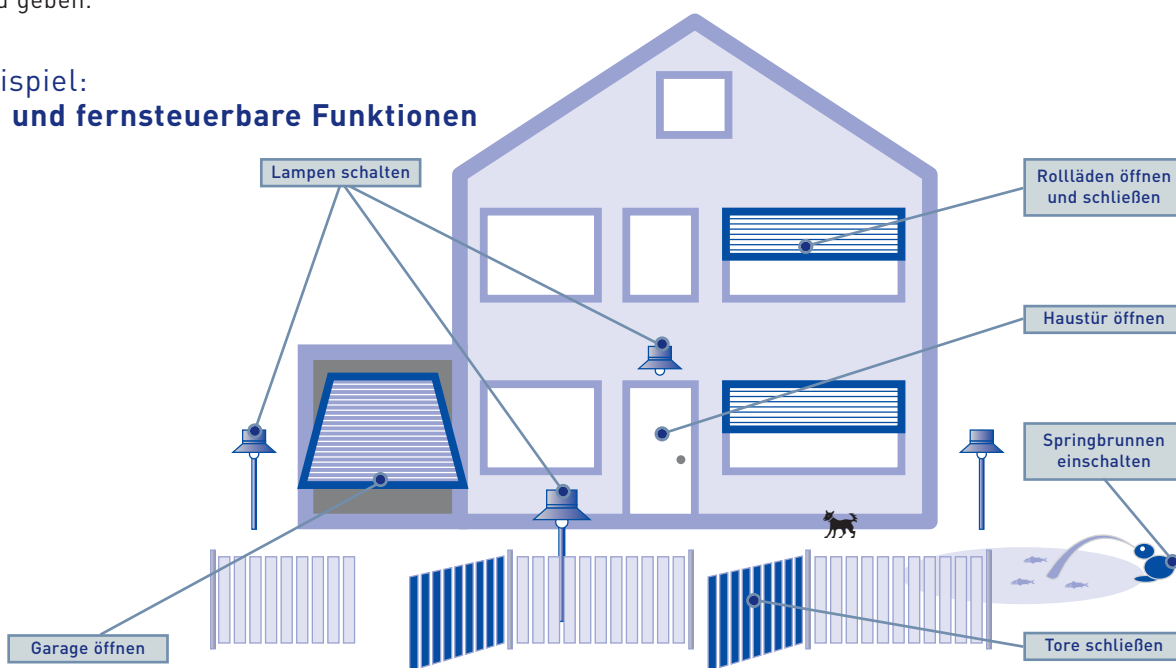 geben.
ispiel:
und fernsteuerbare Funktionen
Lampen schalten
Rollläden öffnen
und schließen
Haustür öffnen
Springbrunnen
einschalten
Garage öffnen
Tore schließen